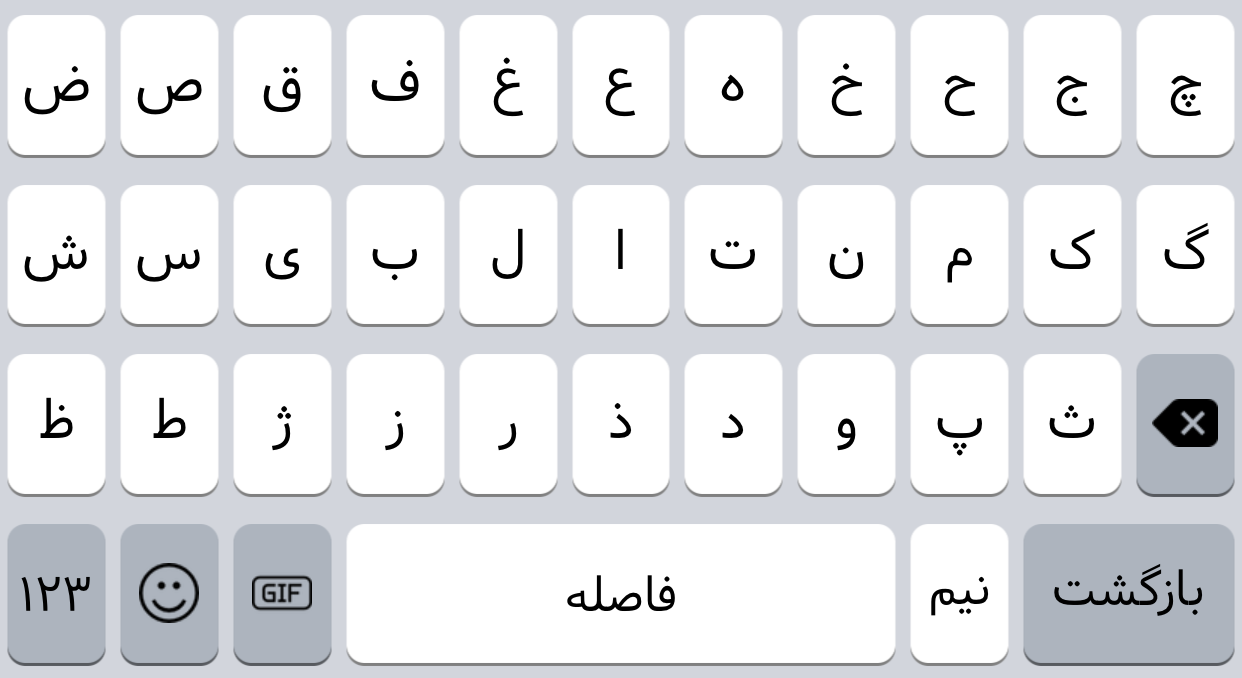 ض ص ق ف غ ع ه خ ح ج چ
ش س ی ب ل ا ت ن م ک گ
ظ ط ژ ز ر ذ د و پ ث
۱۲۳ GIF فاصله نیم بازگشت